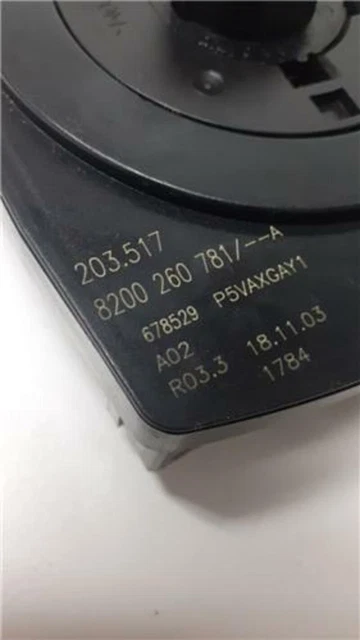 203.517
8200 260 781/--A
678529 P5VAXGAY1
A02
R03.3 18.11.03
1784